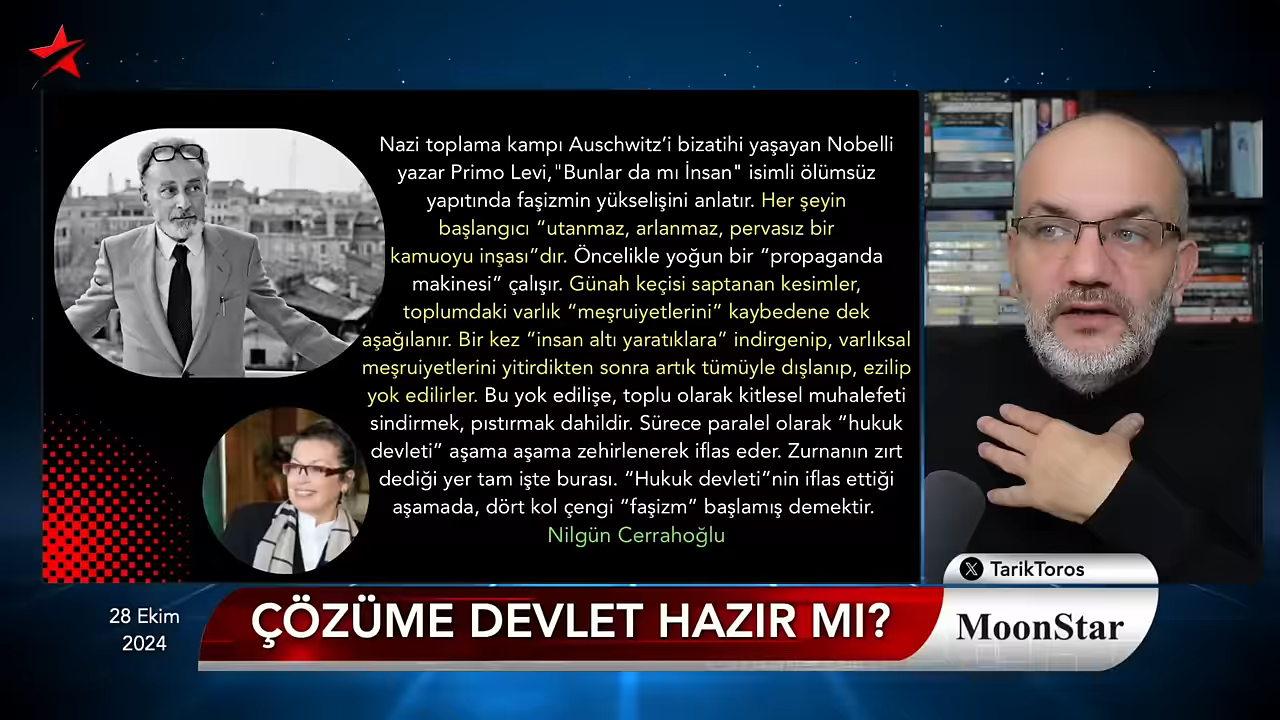 Nazi toplama kampı Auschwitz’i bizatihi yaşayan Nobelli
yazar Primo Levi,"Bunlar da mı İnsan" isimli ölümsüz
yapıtında faşizmin yükselişini anlatır. Her şeyin
başlangıcı “utanmaz, arlanmaz, pervasız bir
kamuoyu inşası”dır. Öncelikle yoğun bir “propaganda
makinesi” çalışır. Günah keçisi saptanan kesimler,
toplumdaki varlık “meşruiyetlerini” kaybedene dek
aşağılanır. Bir kez “insan altı yaratıklara” indirgenip, varlıksal
meşruiyetlerini yitirdikten sonra artık tümüyle dışlanıp, ezilip
yok edilirler. Bu yok edilişe, toplu olarak kitlesel muhalefeti
sindirmek, pıstırmak dahildir. Sürece paralel olarak “hukuk
devleti” aşama aşama zehirlenerek iflas eder. Zurnanın zırt
dediği yer tam işte burası. “Hukuk devleti”nin iflas ettiği
aşamada, dört kol çengi “faşizm” başlamış demektir.
Nilgün Cerrahoğlu
TarikToros
28 Ekim
2024
ÇÖZÜME DEVLET HAZIR MI?
MoonStar